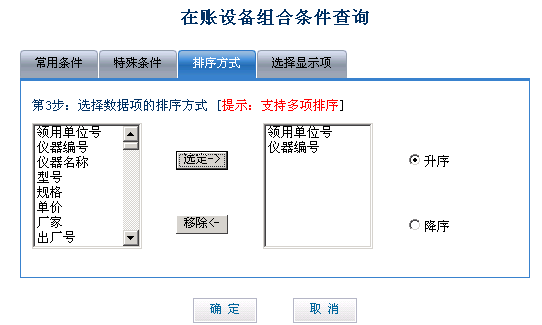 在账设备组合条件查询
常用条件 特殊条件 排序方式 选择显示项
第3步：选择数据项的排序方式 [提示：支持多项排序]
领用单位号
仪器编号
仪器名称
型号
规格
单价
厂家
出厂号
选定->
移除<-
领用单位号
仪器编号
升序
降序
确 定 取 消